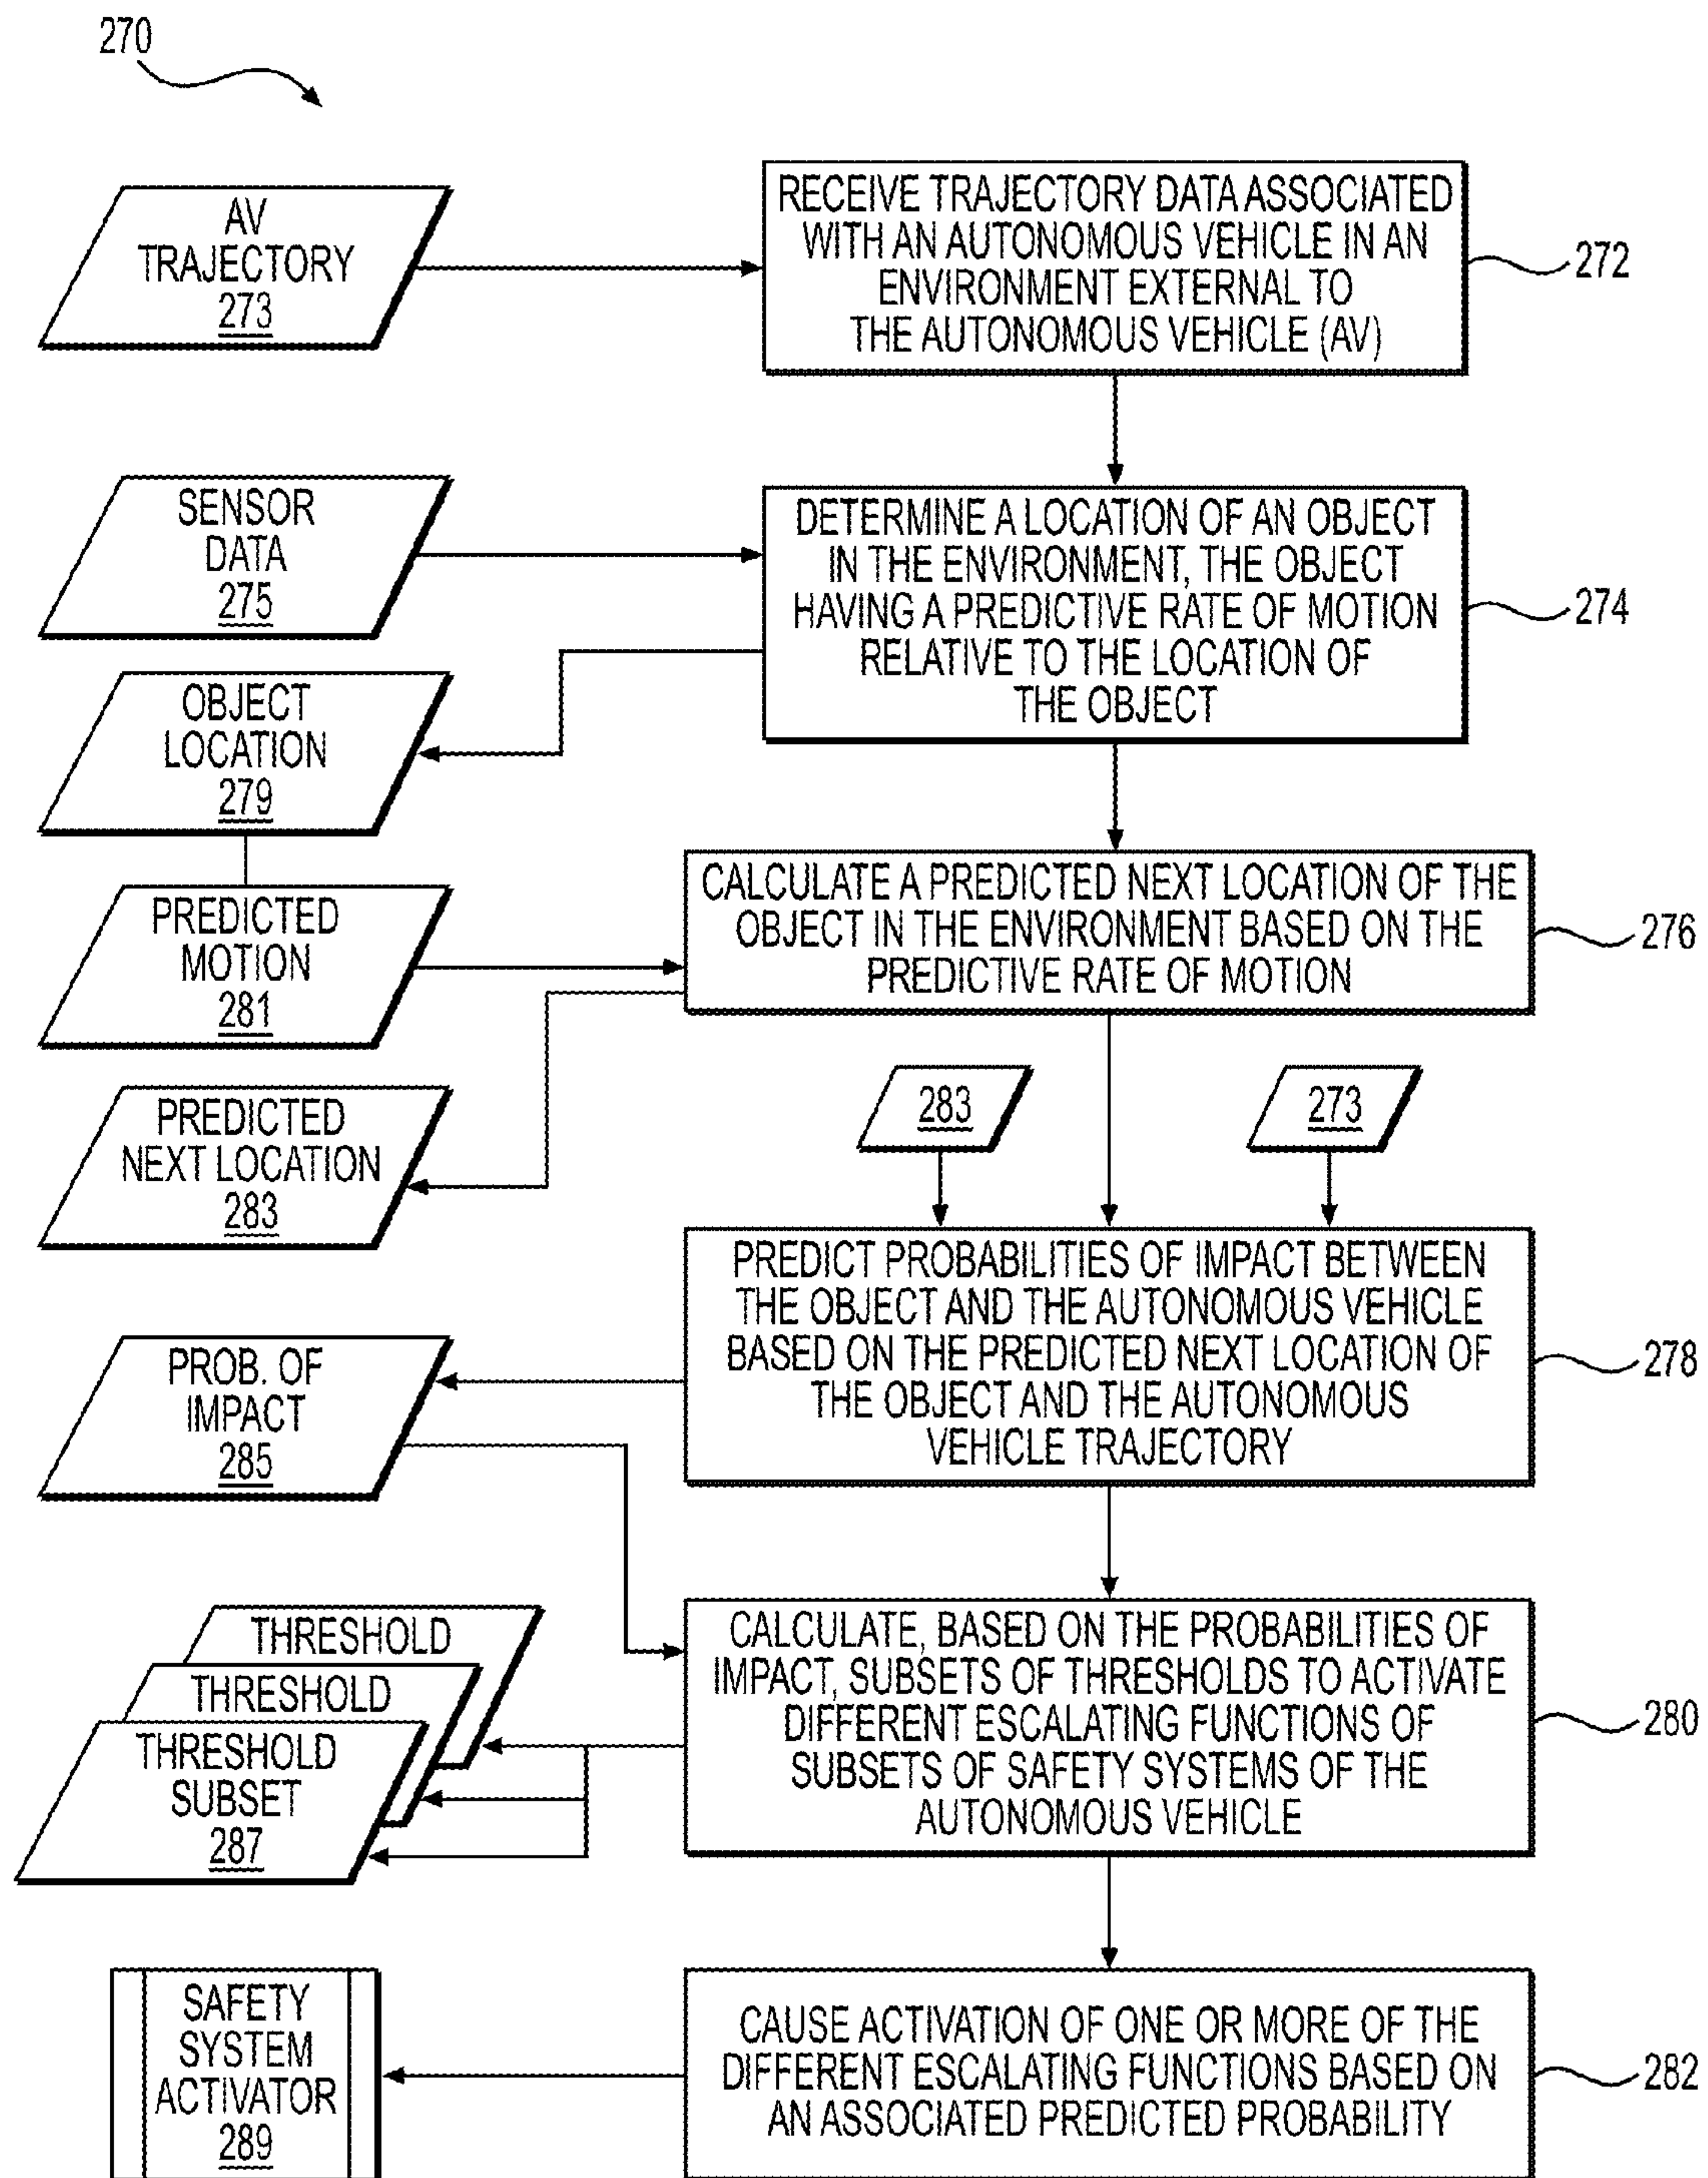 270
AV
TRAJECTORY
273
RECEIVE TRAJECTORY DATA ASSOCIATED
WITH AN AUTONOMOUS VEHICLE IN AN
ENVIRONMENT EXTERNAL TO
THE AUTONOMOUS VEHICLE (AV)
272
SENSOR
DATA
275
DETERMINE A LOCATION OF AN OBJECT
IN THE ENVIRONMENT, THE OBJECT
HAVING A PREDICTIVE RATE OF MOTION
RELATIVE TO THE LOCATION OF
THE OBJECT
274
OBJECT
LOCATION
279
PREDICTED
MOTION
281
CALCULATE A PREDICTED NEXT LOCATION OF THE
OBJECT IN THE ENVIRONMENT BASED ON THE
PREDICTIVE RATE OF MOTION
276
PREDICTED
NEXT LOCATION
283
283
273
PREDICT PROBABILITIES OF IMPACT BETWEEN
THE OBJECT AND THE AUTONOMOUS VEHICLE
BASED ON THE PREDICTED NEXT LOCATION OF
THE OBJECT AND THE AUTONOMOUS
VEHICLE TRAJECTORY
278
PROB. OF
IMPACT
285
THRESHOLD
THRESHOLD
THRESHOLD
SUBSET
287
CALCULATE, BASED ON THE PROBABILITIES OF
IMPACT, SUBSETS OF THRESHOLDS TO ACTIVATE
DIFFERENT ESCALATING FUNCTIONS OF
SUBSETS OF SAFETY SYSTEMS OF THE
AUTONOMOUS VEHICLE
280
SAFETY
SYSTEM
ACTIVATOR
289
CAUSE ACTIVATION OF ONE OR MORE OF THE
DIFFERENT ESCALATING FUNCTIONS BASED ON
AN ASSOCIATED PREDICTED PROBABILITY
282